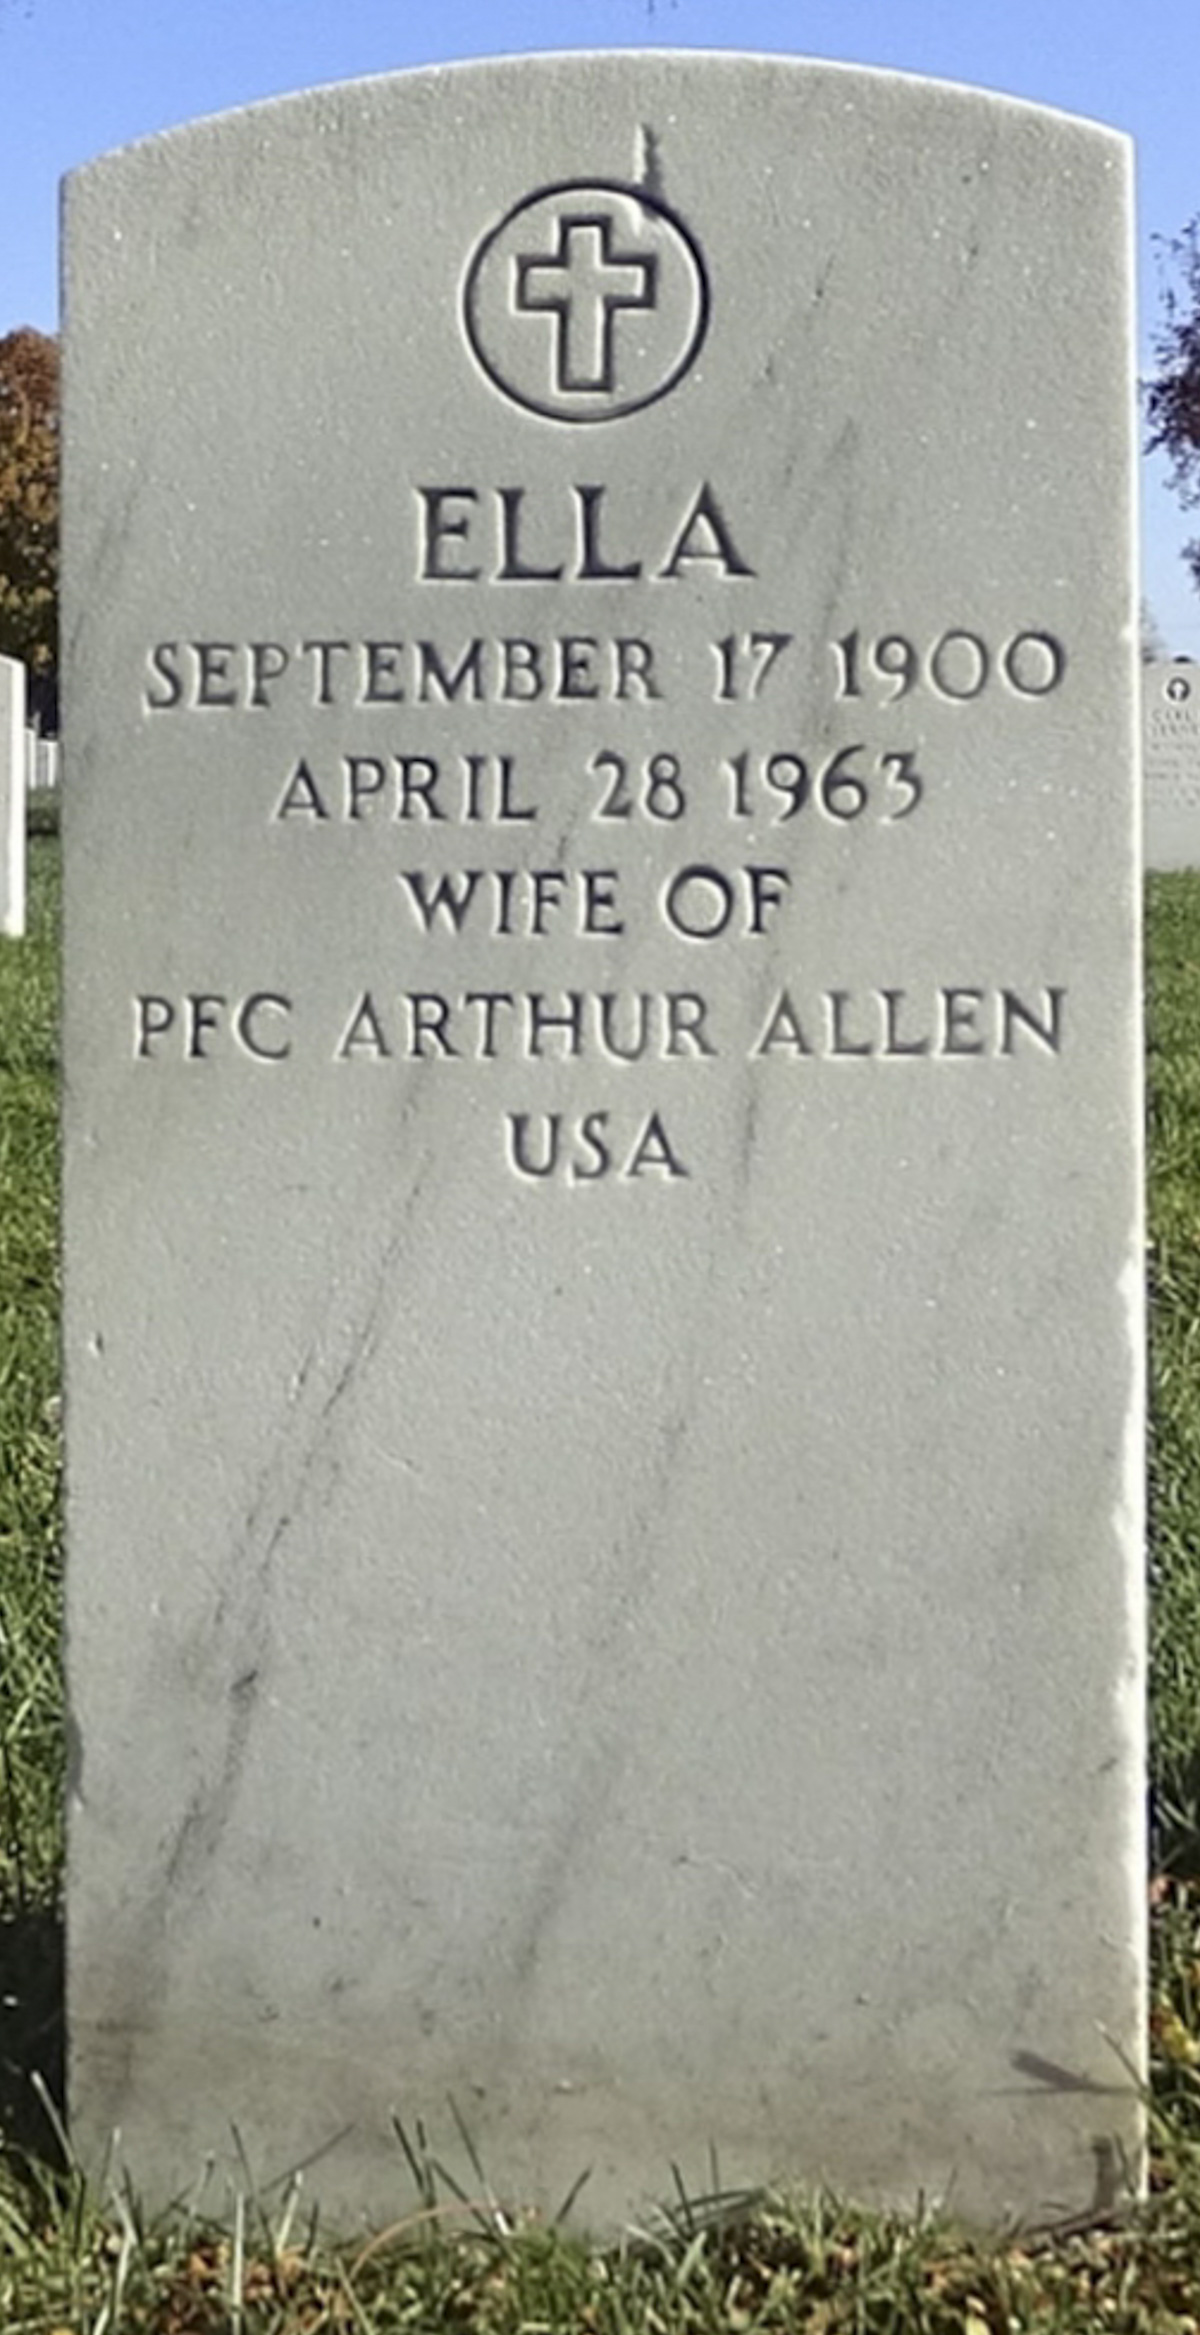 ELLA
SEPTEMBER 17 1900
APRIL 28 1963
WIFE OF
PFC ARTHUR ALLEN
USA